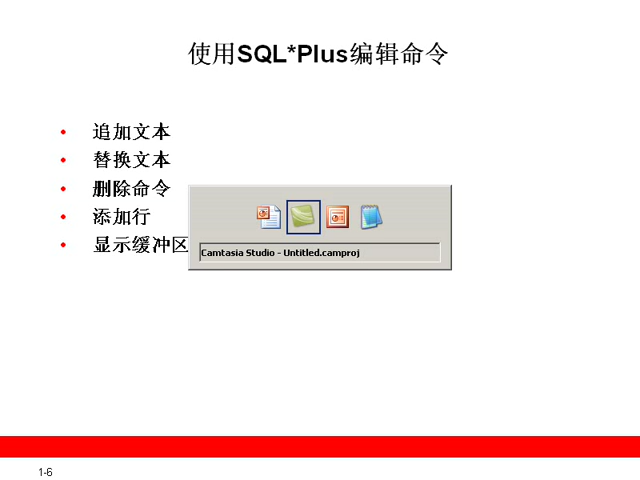 使用SQL*Plus编辑命令
• 追加文本
• 替换文本
• 删除命令
• 添加行
• 显示缓冲区
Camtasia Studio - Untitled.camproj
1-6